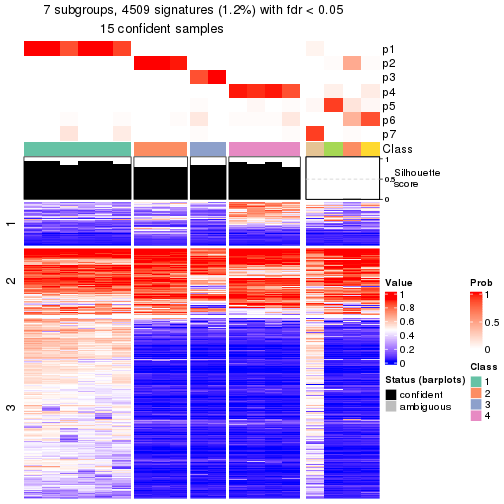 7 subgroups, 4509 signatures (1.2%) with fdr < 0.05
15 confident samples
p1
p2
p3
p4
p5
p6
p7
Class
1
0.5
0
Silhouette
score
1
2
3
Value
1
0.8
0.6
0.4
0.2
0
Prob
1
0.5
0
Status (barplots)
confident
ambiguous
Class
1
2
3
4